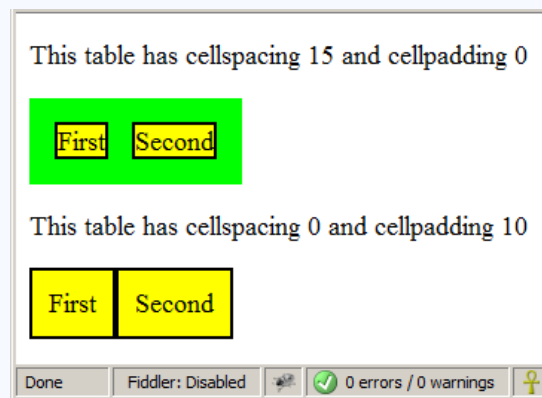 This table has cellspacing 15 and cellpadding 0
First Second
This table has cellspacing 0 and cellpadding 10
First Second
Done Fiddler: Disabled 0 errors / 0 warnings